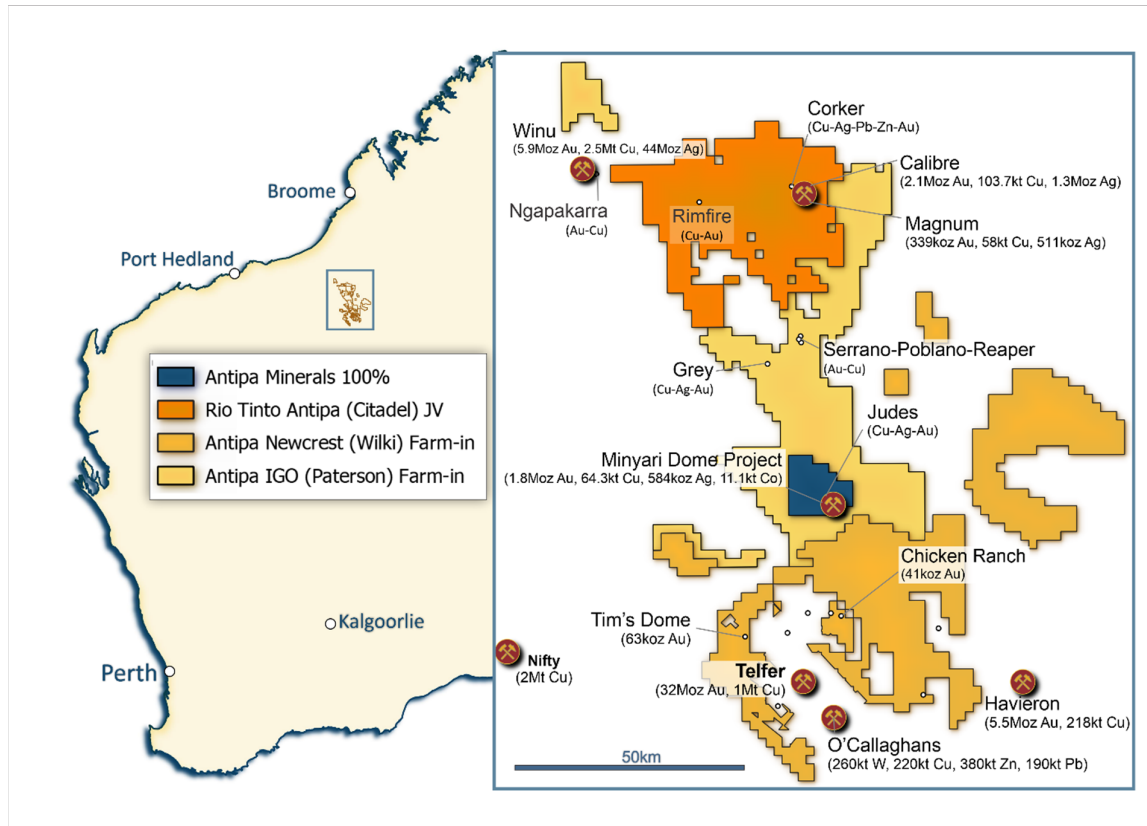 Broome
Port Hedland
Antipa Minerals 100%
Rio Tinto Antipa (Citadel) JV
Antipa Newcrest (Wilki) Farm-in
Antipa IGO (Paterson) Farm-in
Kalgoorlie
Perth
Corker
(Cu-Ag-Pb-Zn-Au)
Winu
(5.9Moz Au, 2.5Mt Cu, 44Moz Ag)
Calibre
(2.1Moz Au, 103.7kt Cu, 1.3Moz Ag)
Ngapakarra
(Au-Cu)
Rimfire
(Cu-Au)
Magnum
(339koz Au, 58kt Cu, 511koz Ag)
Serrano-Poblano-Reaper
(Au-Cu)
Grey
(Cu-Ag-Au)
Judes
(Cu-Ag-Au)
Minyari Dome Project
(1.8Moz Au, 64.3kt Cu, 584koz Ag, 11.1kt Co)
Chicken Ranch
(41koz Au)
Tim's Dome
(63koz Au)
Nifty
(2Mt Cu)
Telfer
(32Moz Au, 1Mt Cu)
Havieron
(5.5Moz Au, 218kt Cu)
O'Callaghans
(260kt W, 220kt Cu, 380kt Zn, 190kt Pb)
50km